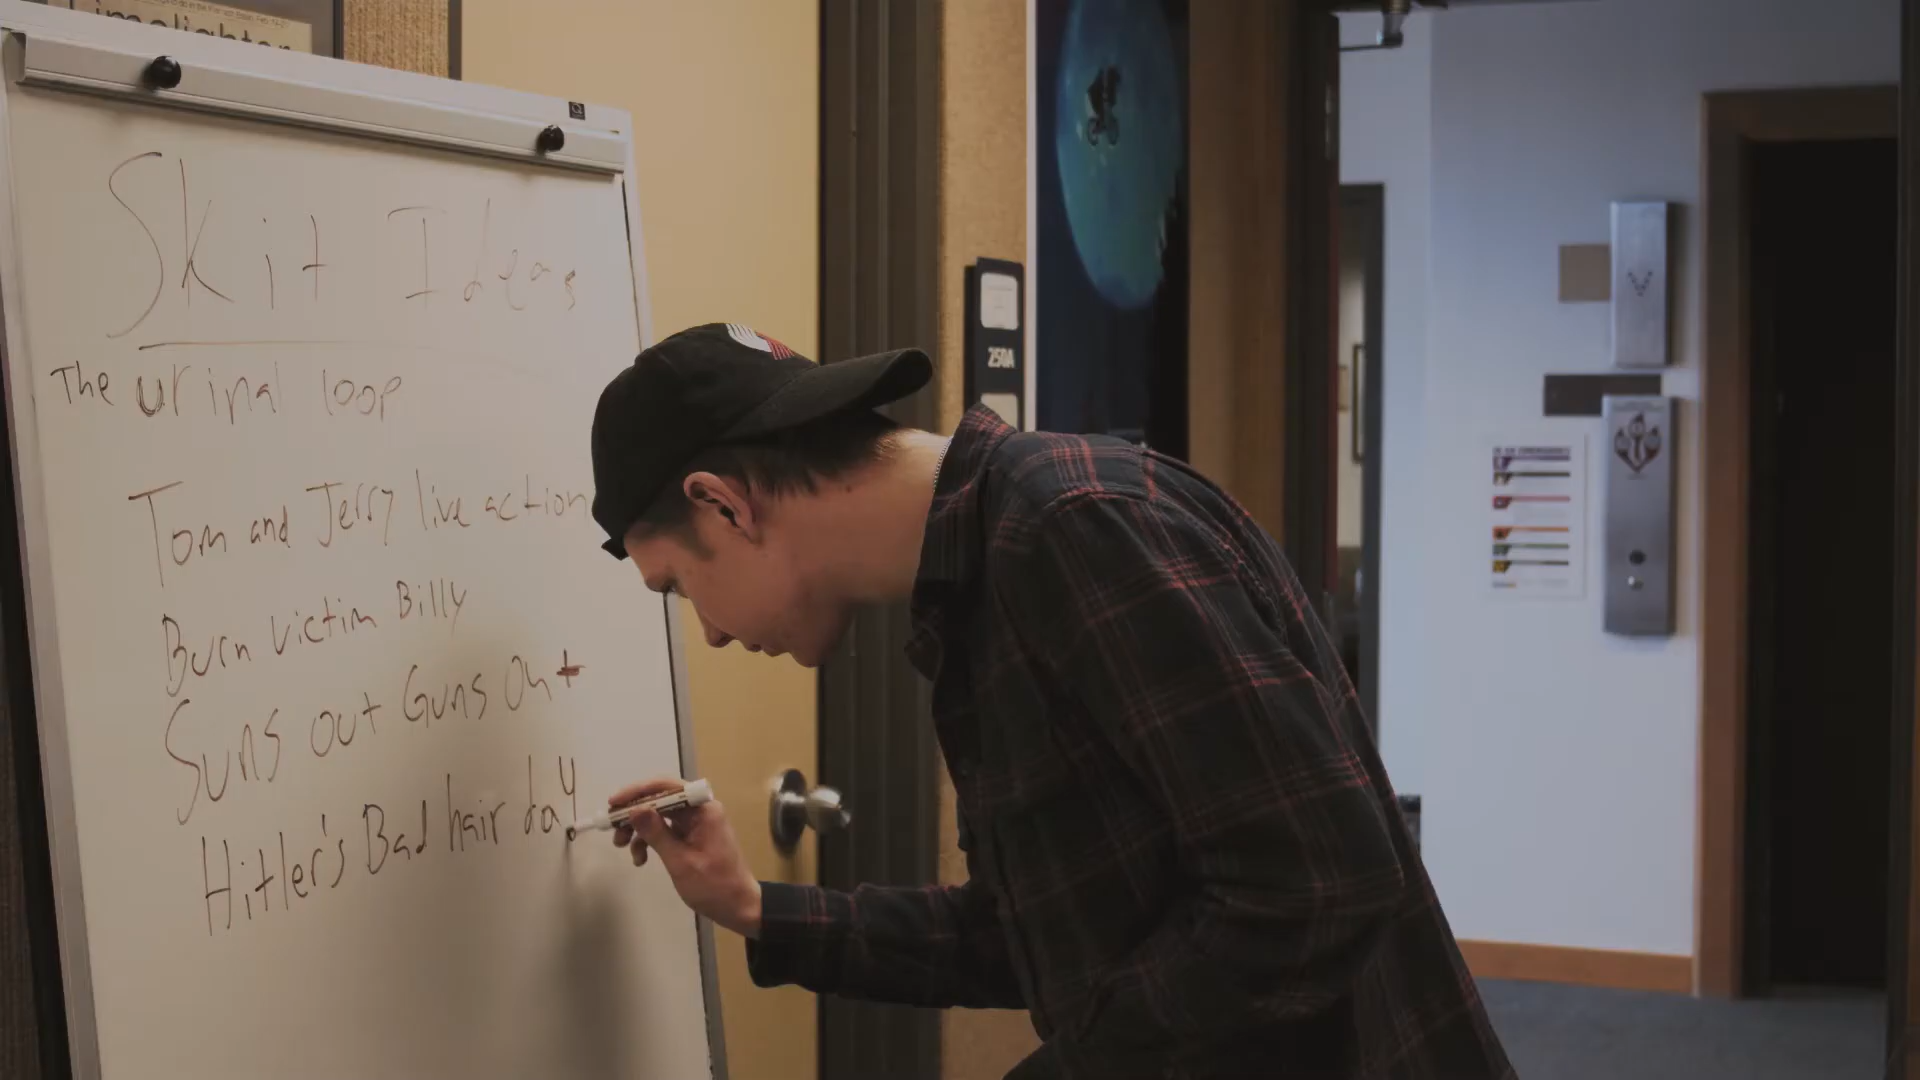 Limelighter
Skit Ideas
The urinal loop
Tom and Jerry live action
Burn victim Billy
Suns out Guns Out
Hitler's Bad hair day
250A